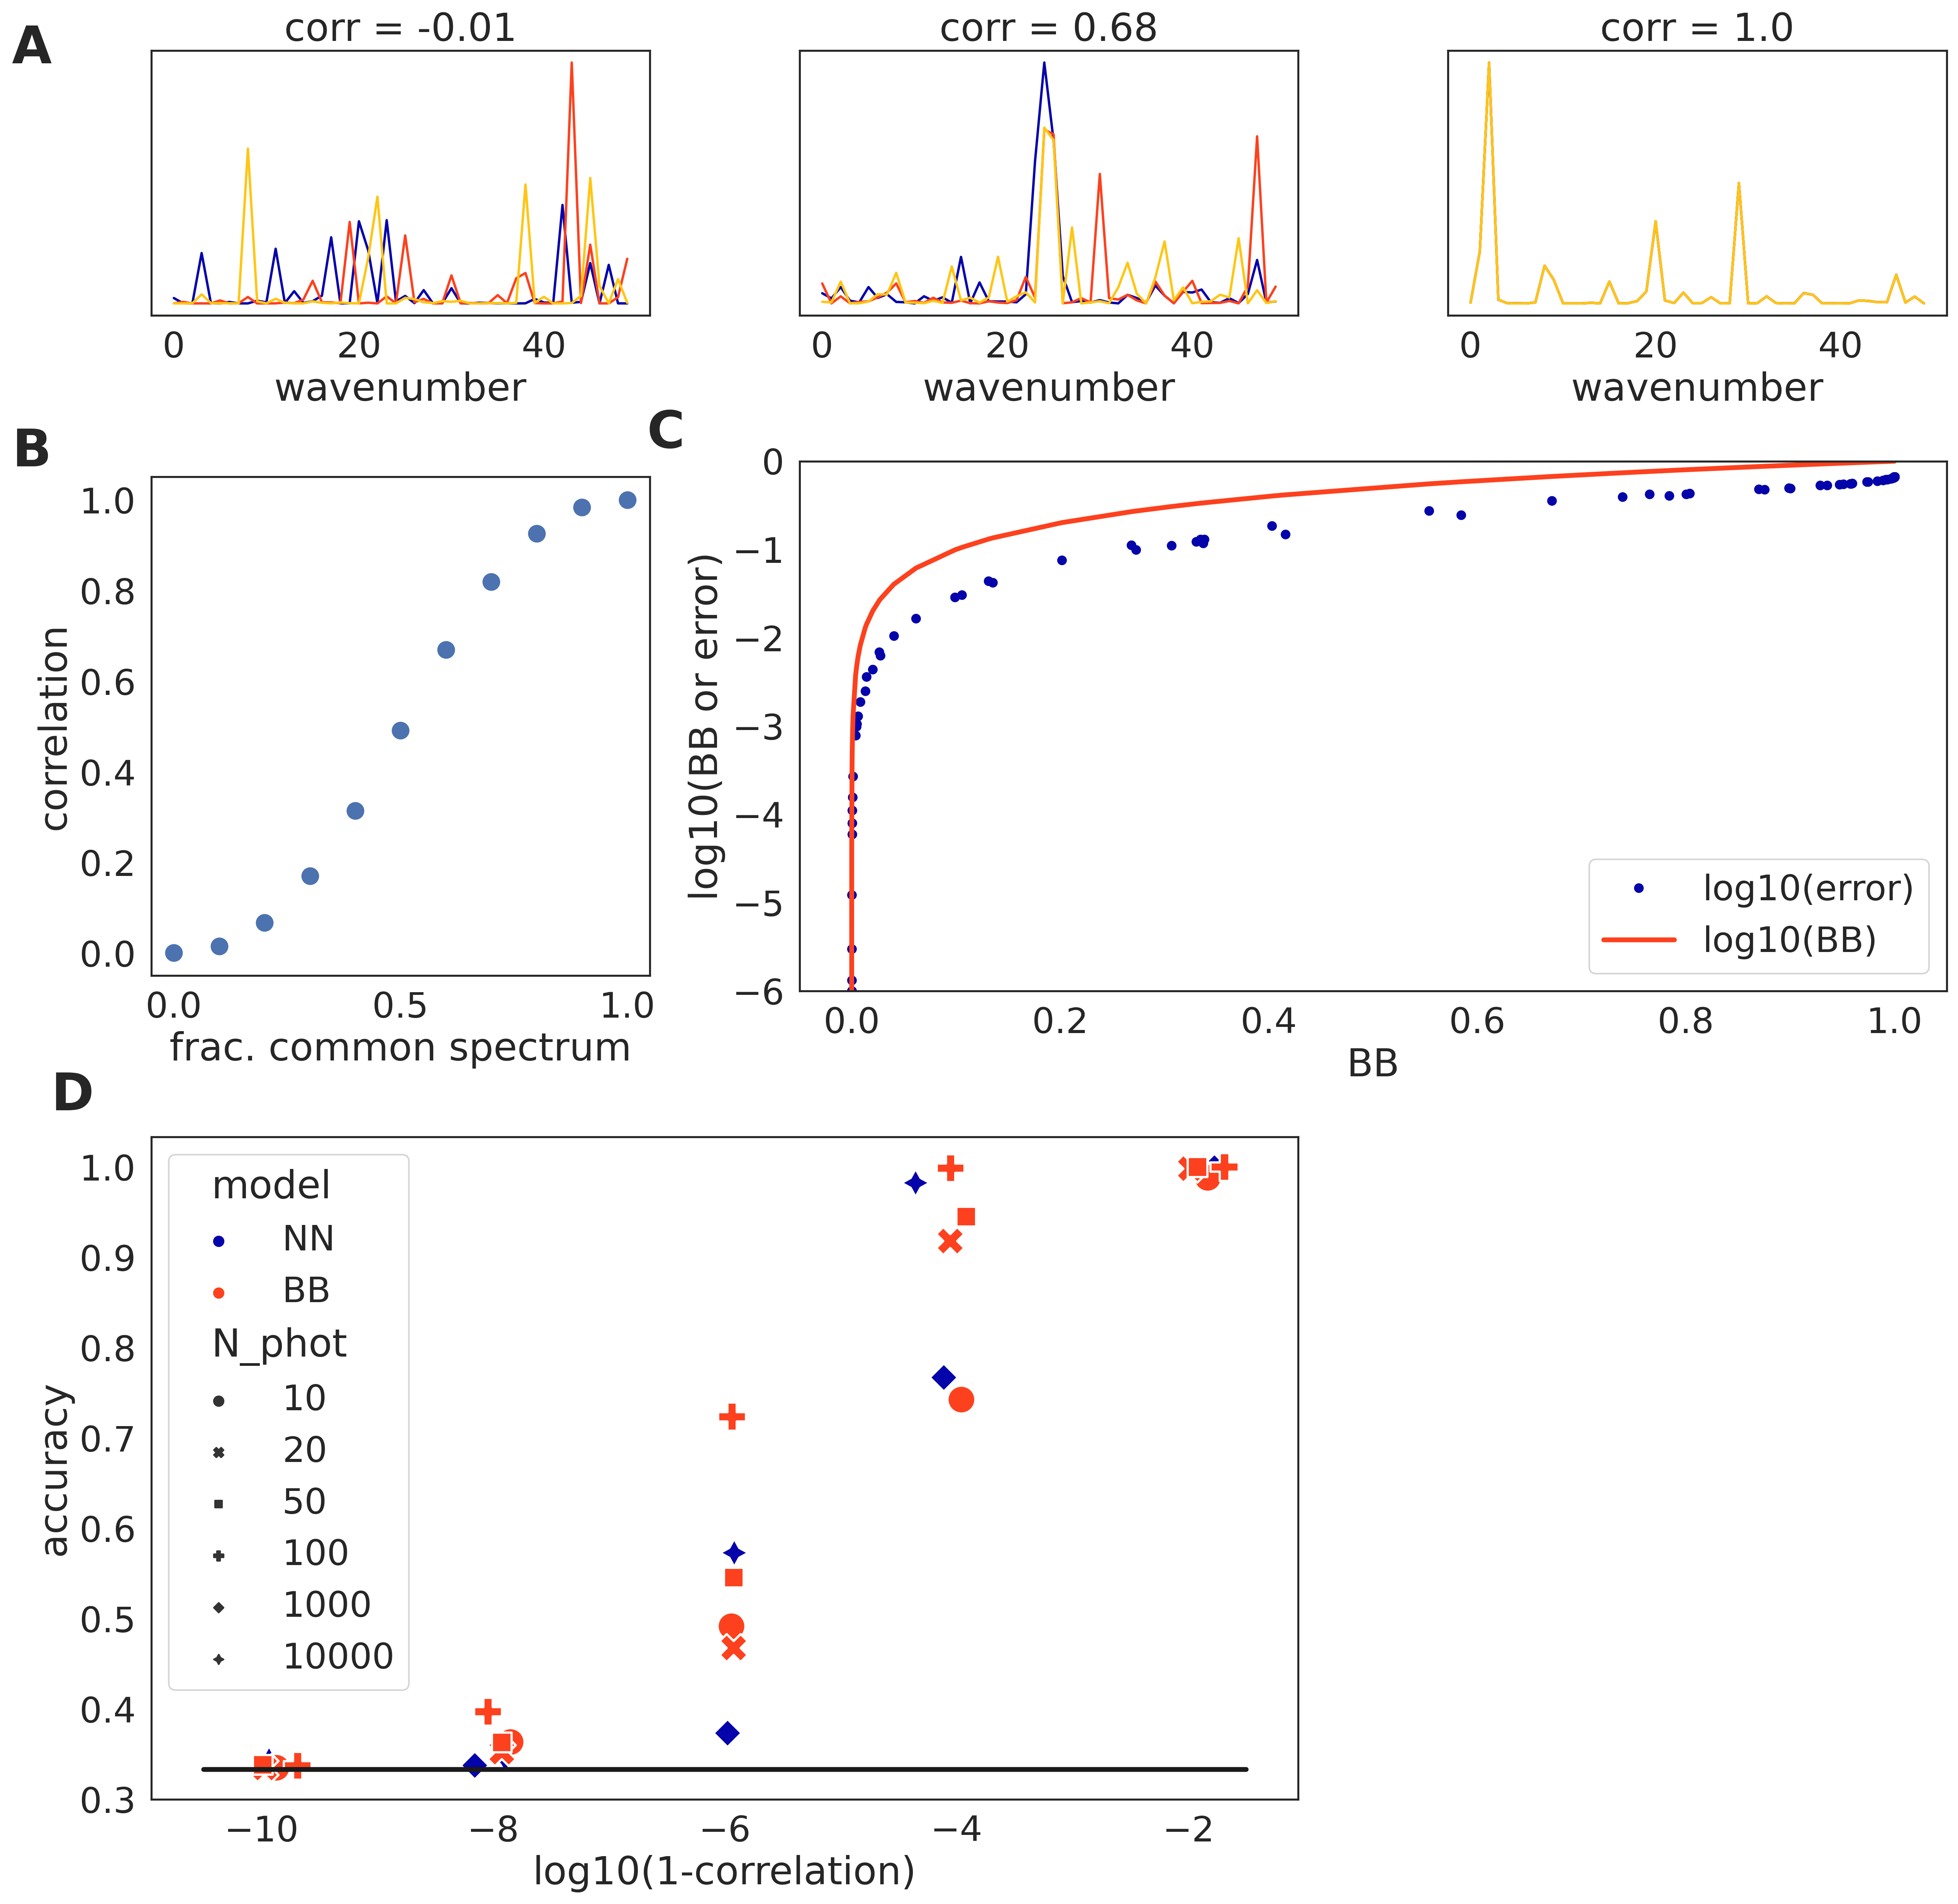 A
corr = -0.01
corr = 0.68
corr = 1.0
0 20 40
0 20 40
0 20 40
wavenumber
wavenumber
wavenumber
B
correlation
1.0
0.8
0.6
0.4
0.2
0.0
0.0 0.5 1.0
frac. common spectrum
C
log10(BB or error)
0
−1
−2
−3
−4
−5
−6
log10(error)
log10(BB)
0.0 0.2 0.4 0.6 0.8 1.0
BB
D
accuracy
1.0
0.9
0.8
0.7
0.6
0.5
0.4
0.3
model
NN
BB
N_phot
10
20
50
100
1000
10000
−10 −8 −6 −4 −2
log10(1-correlation)